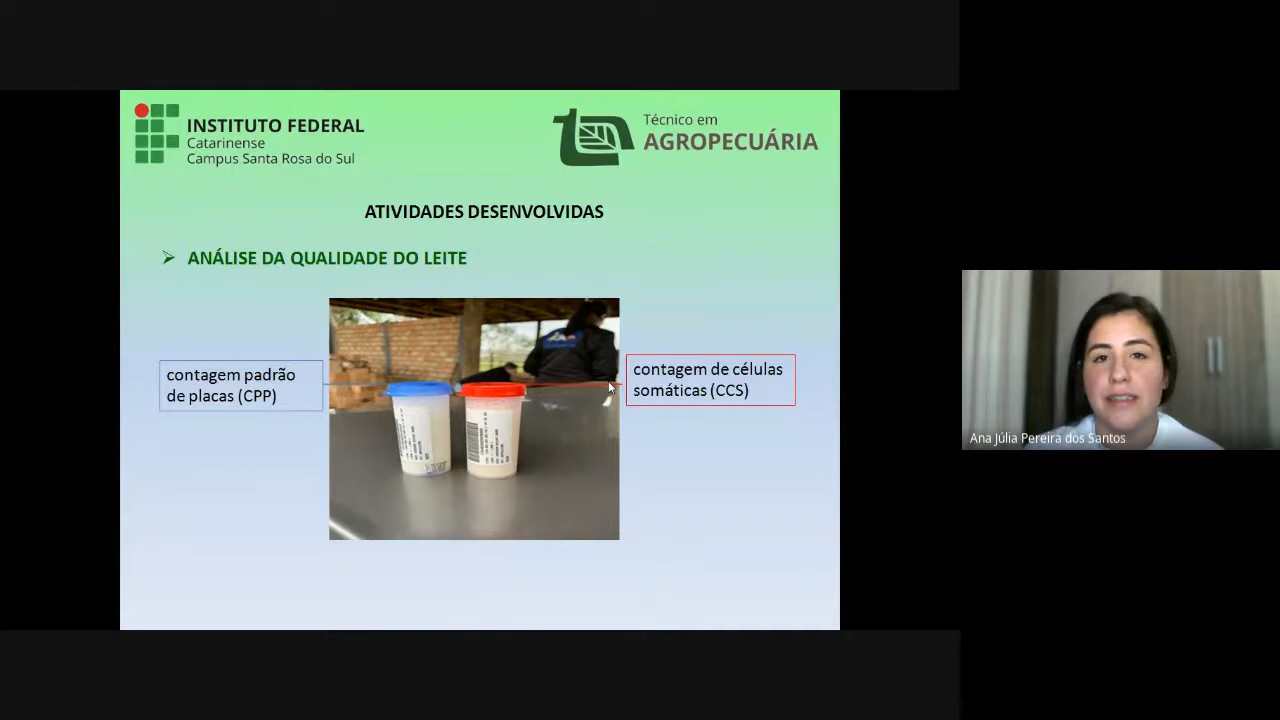 INSTITUTO FEDERAL
Catarinense
Campus Santa Rosa do Sul
Técnico em
AGROPECUÁRIA
ATIVIDADES DESENVOLVIDAS
ANÁLISE DA QUALIDADE DO LEITE
contagem padrão
de placas (CPP)
contagem de células
somáticas (CCS)
Ana Júlia Pereira dos Santos